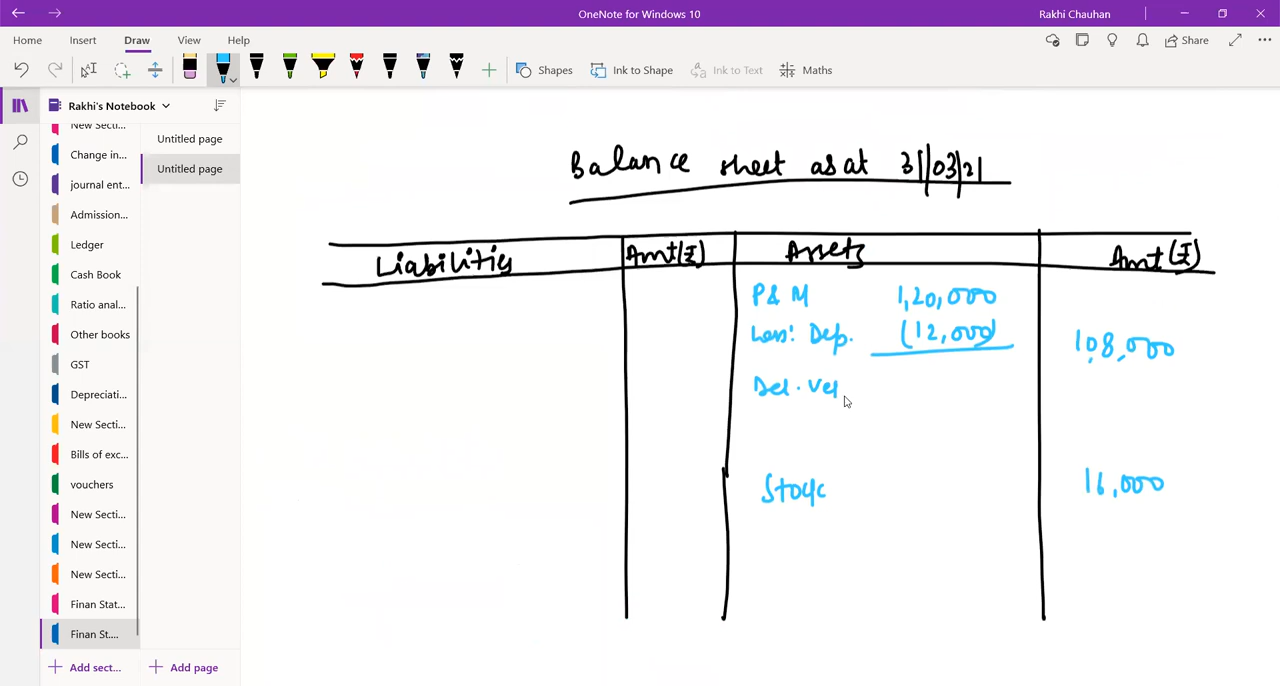 OneNote for Windows 10
Rakhi Chauhan
Home Insert Draw View Help
Share
Shapes Ink to Shape Ink to Text Maths
Rakhi's Notebook
New Secti...
Change in...
journal ent...
Admission...
Ledger
Cash Book
Ratio anal...
Other books
GST
Depreciati...
New Secti...
Bills of exc...
vouchers
New Secti...
New Secti...
New Secti...
Finan Stat...
Finan St....
Add sect...
Untitled page
Untitled page
Add page
Balance sheet as at 31/03/21
Liabilities Amt(₹) Assets Amt(₹)
P& M 1,20,000
Less: Dep. (12,000) 108,000
Del. Veh
Stock 16,000